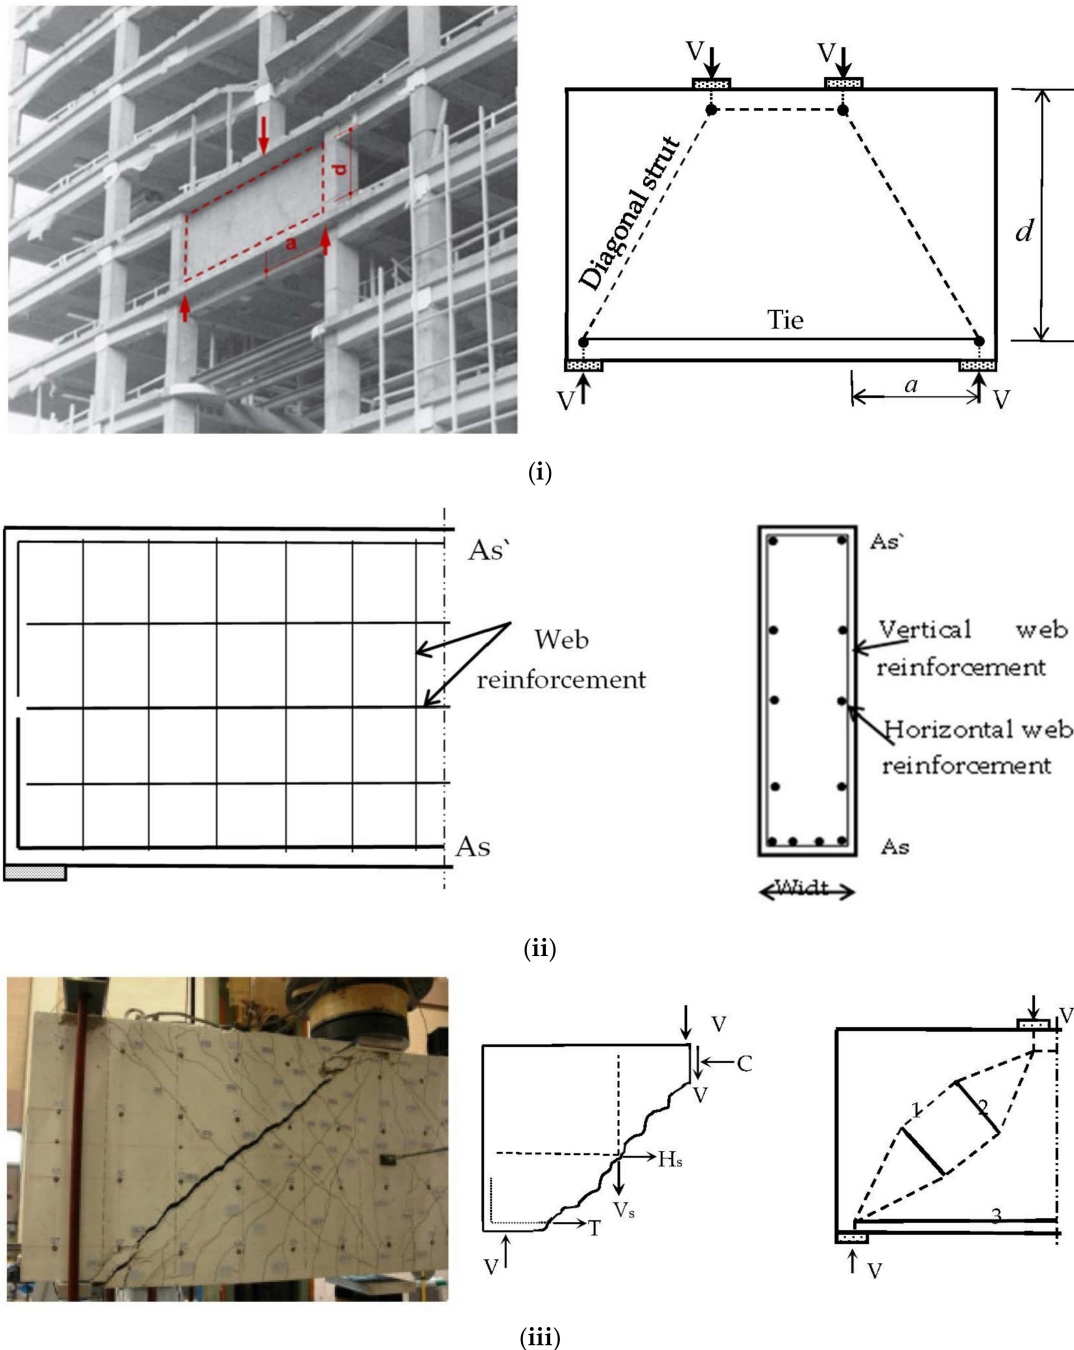 V
V
d
a
Diagonal strut
d
Tie
V
a
V
(i)
As`
Web
reinforcement
As
As`
Vertical web
reinforcement
Horizontal web
reinforcement
As
Widt
(ii)
V
C
V
Hs
Vs
T
V
V
1
2
3
V
(iii)